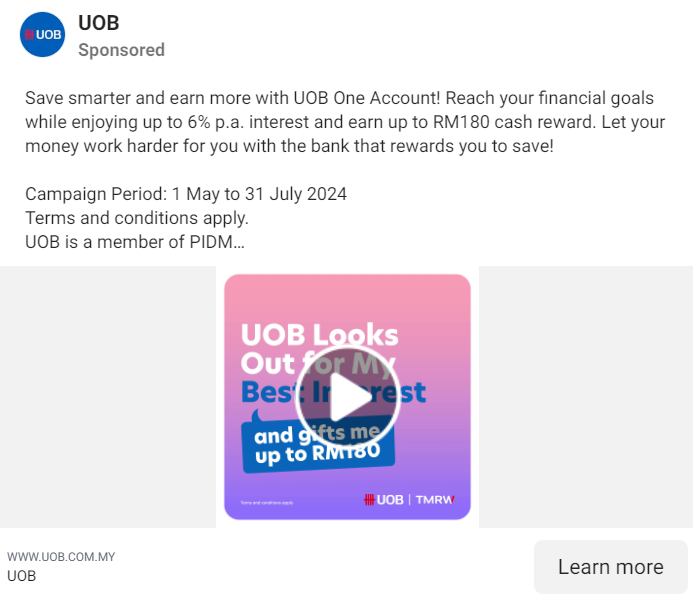 UOB
UOB
Sponsored
Save smarter and earn more with UOB One Account! Reach your financial goals
while enjoying up to 6% p.a. interest and earn up to RM180 cash reward. Let your
money work harder for you with the bank that rewards you to save!
Campaign Period: 1 May to 31 July 2024
Terms and conditions apply.
UOB is a member of PIDM...
UOB Looks
Out for My
Best Interest
and gifts me
up to RM180
Terms and conditions apply.
UOB | TMRW
WWW.UOB.COM.MY
UOB
Learn more